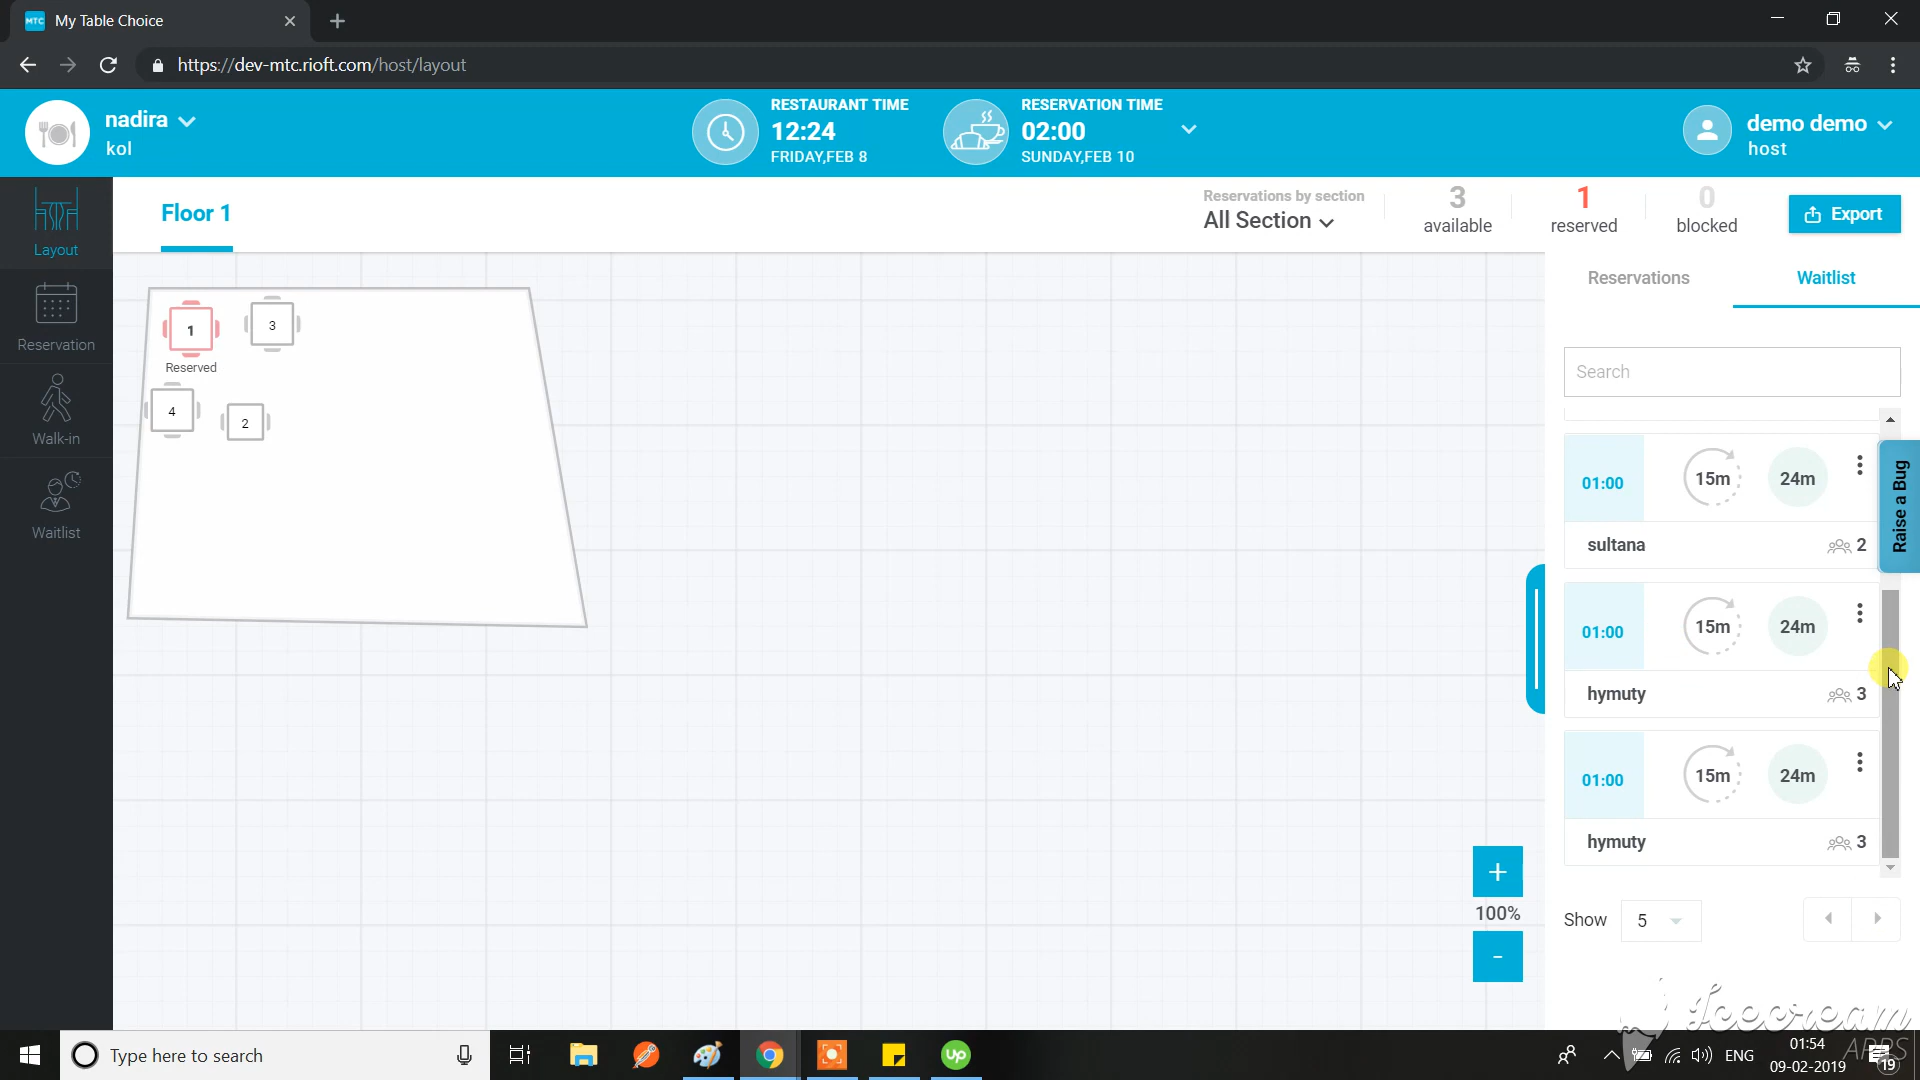 MTC My Table Choice
https://dev-mtc.rioft.com/host/layout
nadira
kol
RESTAURANT TIME
12:24
FRIDAY,FEB 8
RESERVATION TIME
02:00
SUNDAY,FEB 10
demo demo
host
Layout
Reservation
Walk-in
Waitlist
Floor 1
Reservations by section
All Section
3
available
1
reserved
0
blocked
Export
1
Reserved
3
4
2
+
100%
-
Reservations
Waitlist
Search
01:00
15m
24m
sultana
2
01:00
15m
24m
hymuty
3
01:00
15m
24m
hymuty
3
Raise a Bug
Show
5
Icecream
APPS
Type here to search
up
ENG
01:54
09-02-2019
19